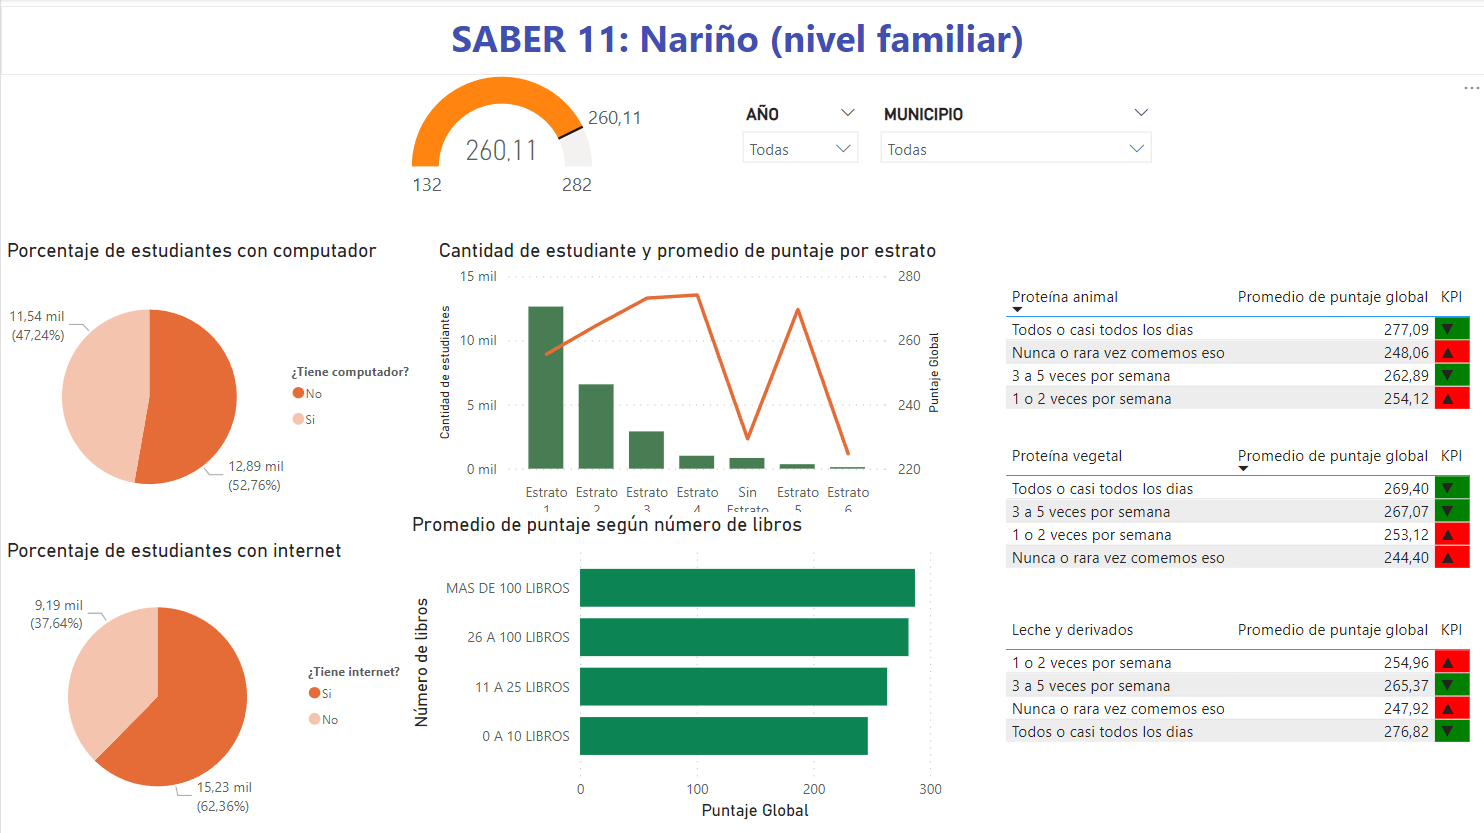 SABER 11: Nariño (nivel familiar)
260,11
260,11
132
282
AÑO
Todas
MUNICIPIO
Todas
Porcentaje de estudiantes con computador
11,54 mil
(47,24%)
12,89 mil
(52,76%)
¿Tiene computador?
No
Si
Porcentaje de estudiantes con internet
9,19 mil
(37,64%)
15,23 mil
(62,36%)
¿Tiene internet?
Si
No
Cantidad de estudiante y promedio de puntaje por estrato
Cantidad de estudiantes
15 mil
10 mil
5 mil
0 mil
280
260
240
220
Puntaje Global
Estrato 1
Estrato 2
Estrato 3
Estrato 4
Sin Estrato
Estrato 5
Estrato 6
Promedio de puntaje según número de libros
Número de libros
MAS DE 100 LIBROS
26 A 100 LIBROS
11 A 25 LIBROS
0 A 10 LIBROS
0 100 200 300
Puntaje Global
Proteína animal Promedio de puntaje global KPI
Todos o casi todos los dias 277,09
Nunca o rara vez comemos eso 248,06
3 a 5 veces por semana 262,89
1 o 2 veces por semana 254,12
Proteína vegetal Promedio de puntaje global KPI
Todos o casi todos los dias 269,40
3 a 5 veces por semana 267,07
1 o 2 veces por semana 253,12
Nunca o rara vez comemos eso 244,40
Leche y derivados Promedio de puntaje global KPI
1 o 2 veces por semana 254,96
3 a 5 veces por semana 265,37
Nunca o rara vez comemos eso 247,92
Todos o casi todos los dias 276,82